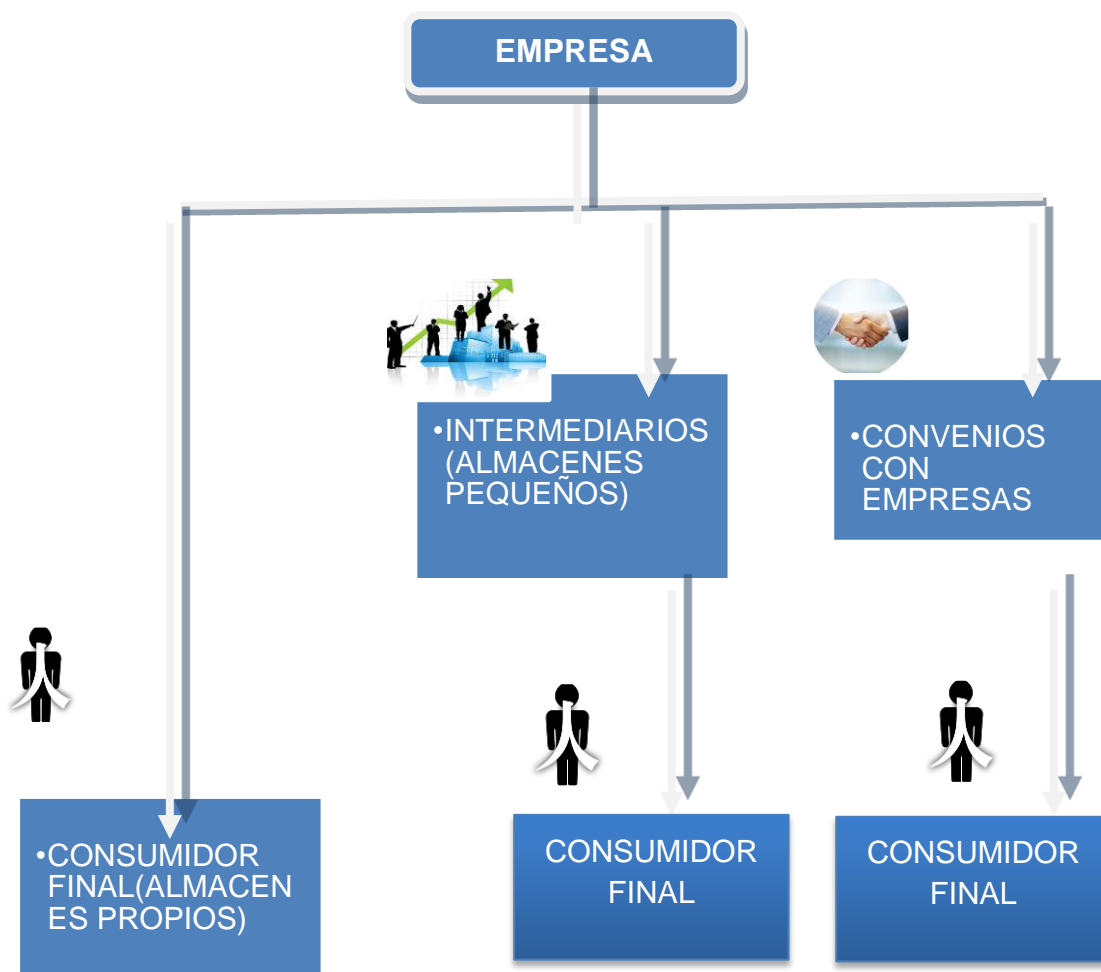 EMPRESA
•INTERMEDIARIOS
(ALMACENES
PEQUEÑOS)
•CONVENIOS
CON
EMPRESAS
•CONSUMIDOR
FINAL(ALMACEN
ES PROPIOS)
CONSUMIDOR
FINAL
CONSUMIDOR
FINAL